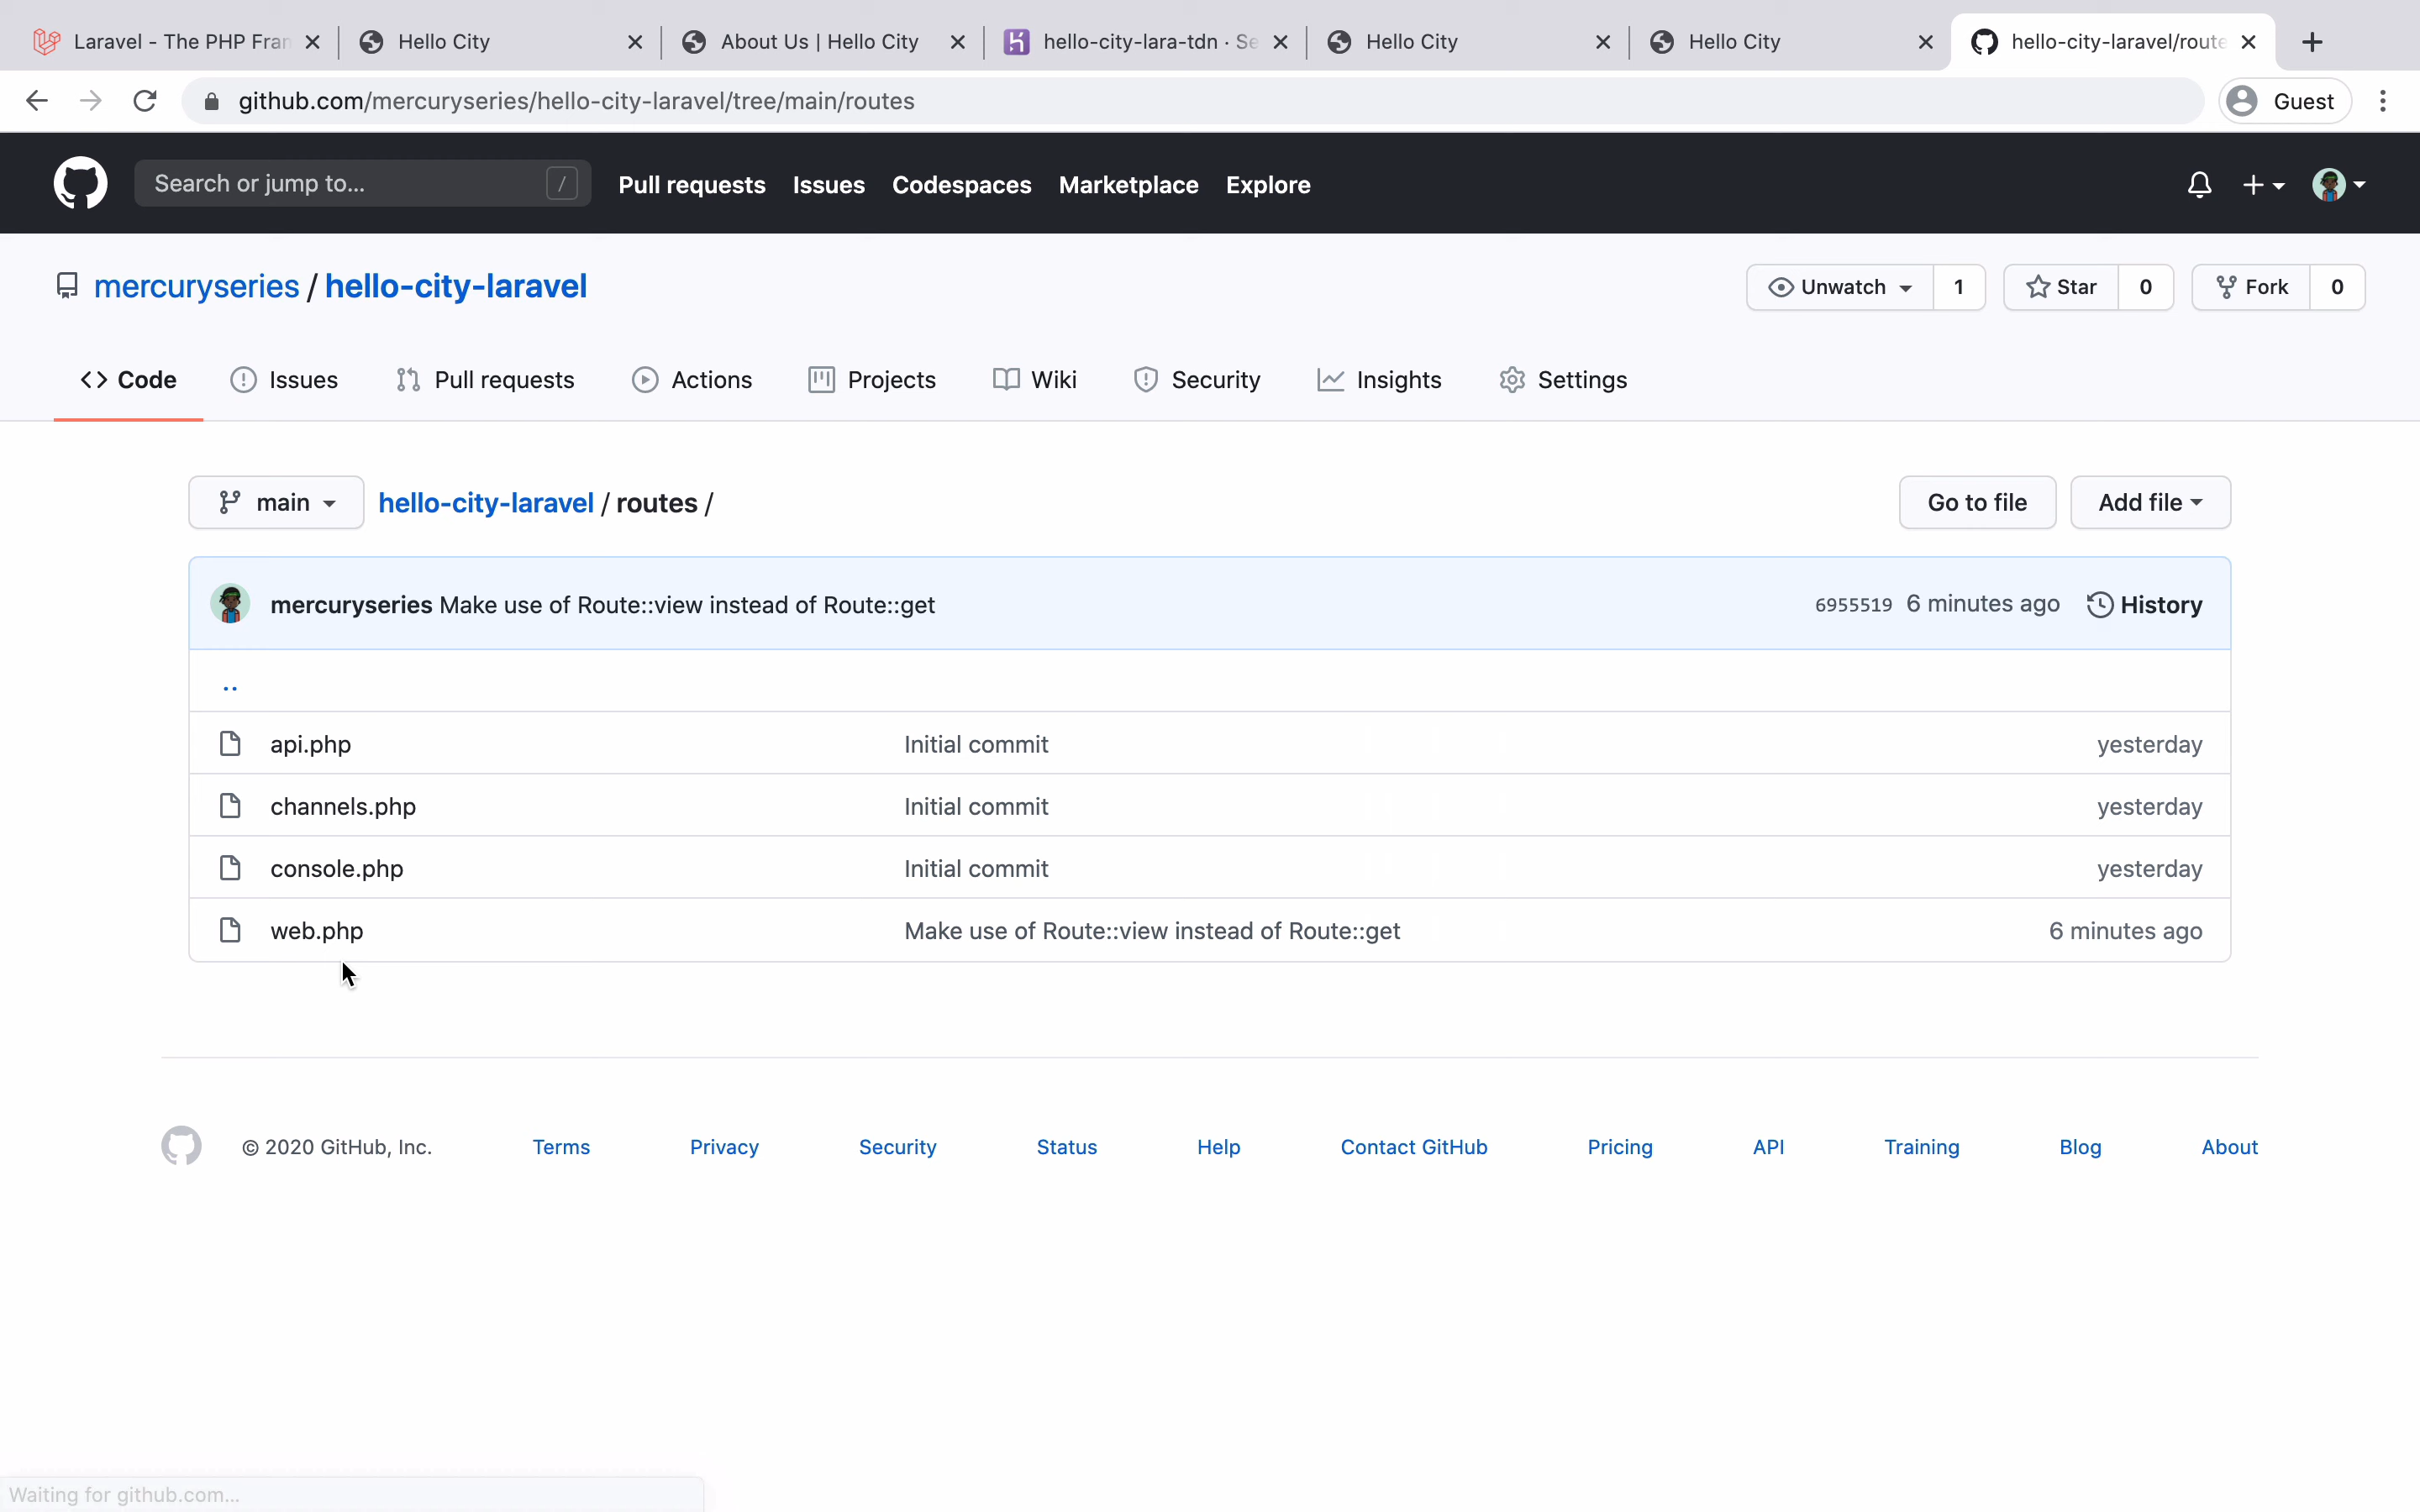 Laravel - The PHP Fran
Hello City
About Us | Hello City
hello-city-lara-tdn · Se
Hello City
Hello City
hello-city-laravel/route
github.com/mercuryseries/hello-city-laravel/tree/main/routes
Guest
Search or jump to...
/
Pull requests
Issues
Codespaces
Marketplace
Explore
mercuryseries / hello-city-laravel
Unwatch
1
Star
0
Fork
0
Code
Issues
Pull requests
Actions
Projects
Wiki
Security
Insights
Settings
main
hello-city-laravel / routes /
Go to file
Add file
mercuryseries Make use of Route::view instead of Route::get
6955519
6 minutes ago
History
..
api.php
Initial commit
yesterday
channels.php
Initial commit
yesterday
console.php
Initial commit
yesterday
web.php
Make use of Route::view instead of Route::get
6 minutes ago
© 2020 GitHub, Inc.
Terms
Privacy
Security
Status
Help
Contact GitHub
Pricing
API
Training
Blog
About
Waiting for github.com...